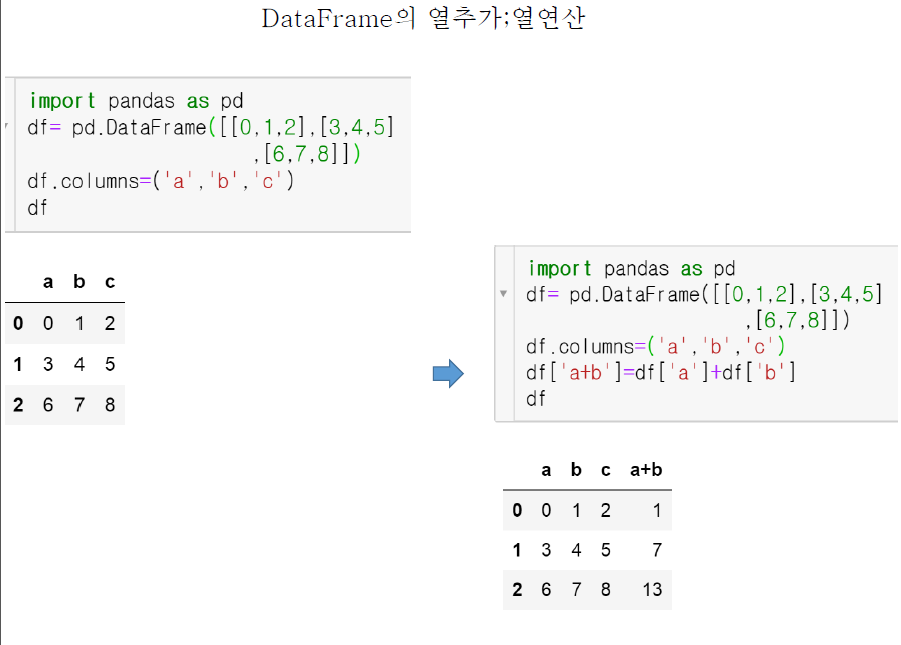 DataFrame의 열추가;열연산
import pandas as pd
df= pd.DataFrame([[0,1,2],[3,4,5]
,[6,7,8]])
df.columns=('a','b','c')
df
a b c
0 0 1 2
1 3 4 5
2 6 7 8
import pandas as pd
df= pd.DataFrame([[0,1,2],[3,4,5]
,[6,7,8]])
df.columns=('a','b','c')
df['a+b']=df['a']+df['b']
df
a b c a+b
0 0 1 2 1
1 3 4 5 7
2 6 7 8 13